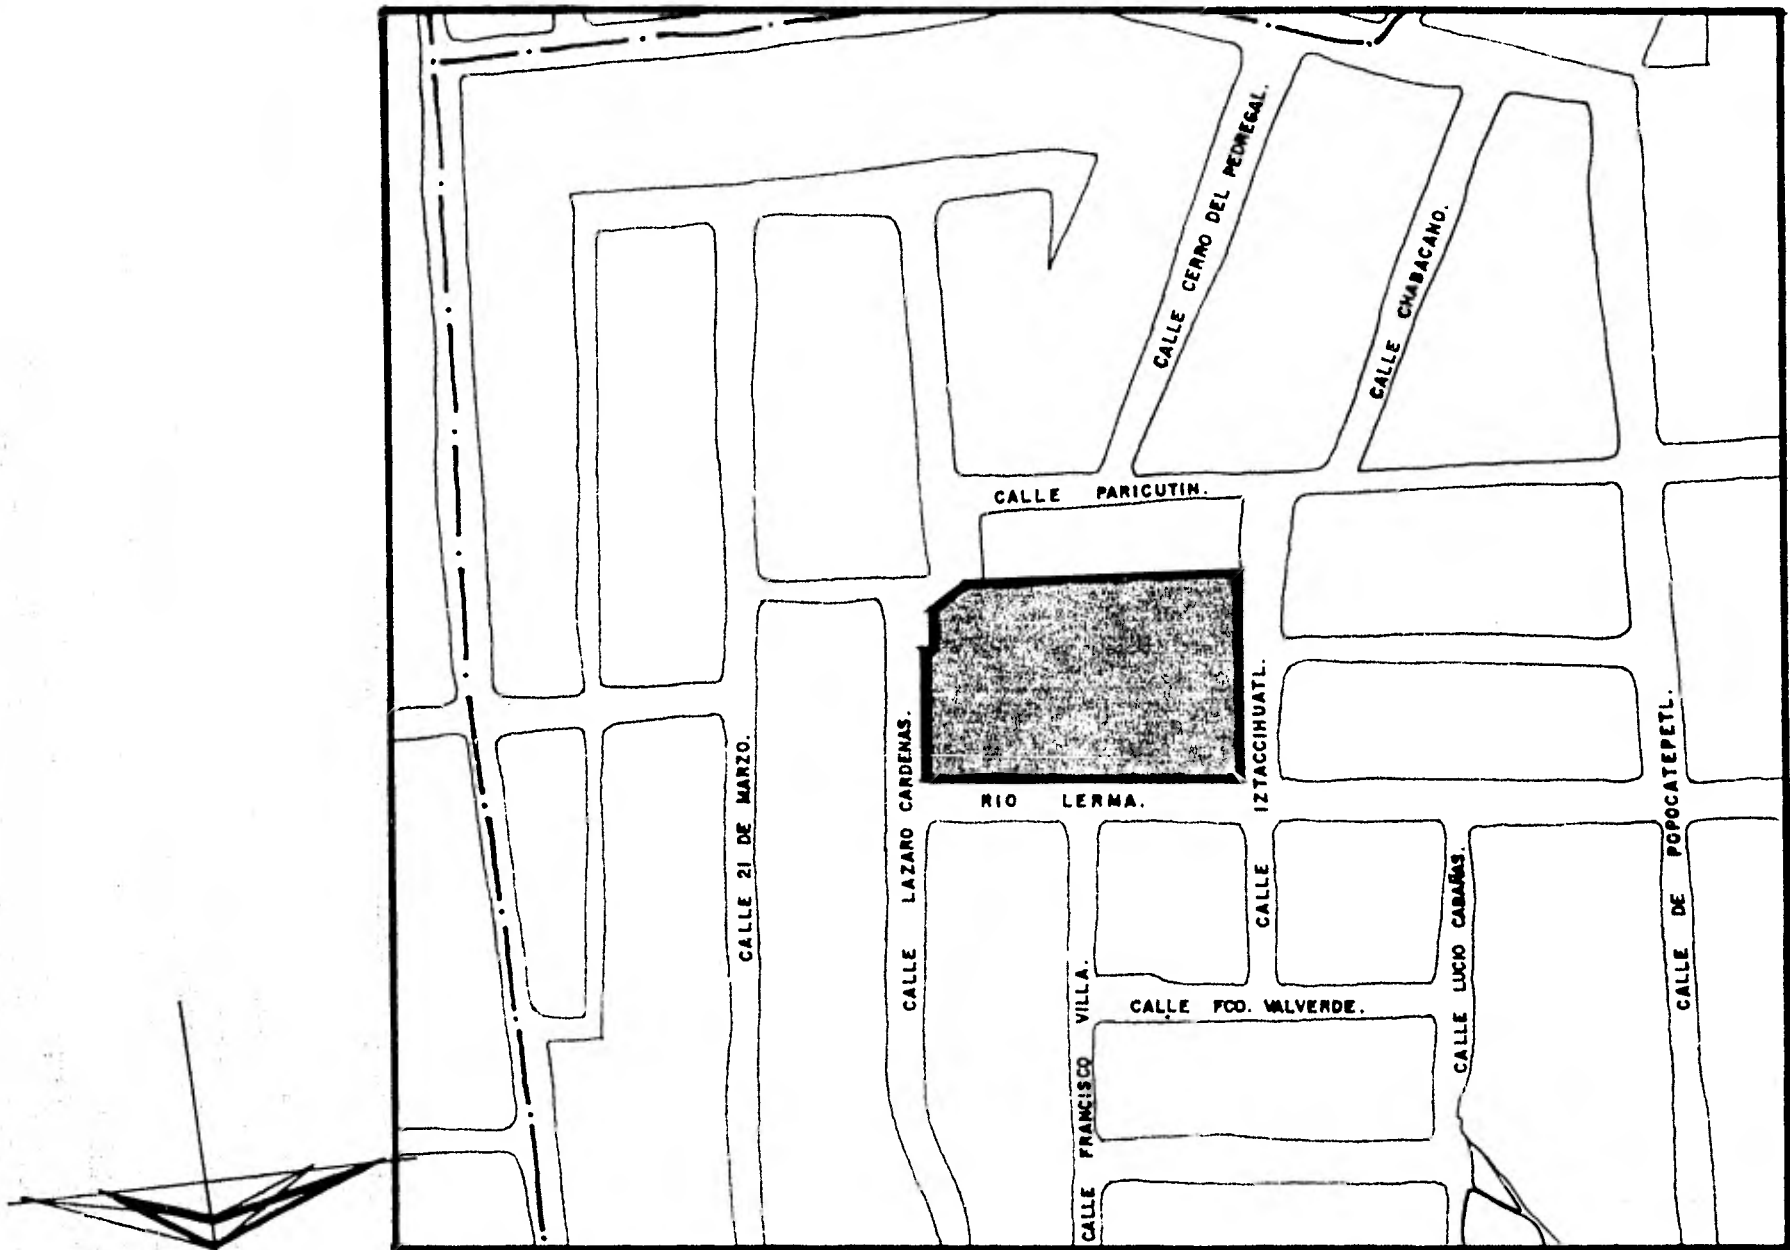 CALLE CERRO DEL PEDREGAL.
CALLE CHABACANO.
CALLE PARICUTIN.
CALLE 21 DE MARZO.
CALLE LAZARO CARDENAS.
RIO LERMA.
CALLE IZTACCIHUATL.
CALLE DE POPOCATEPETL.
CALLE LUCIO CABAÑAS.
CALLE FCO. VALVERDE.
CALLE FRANCISCO VILLA.